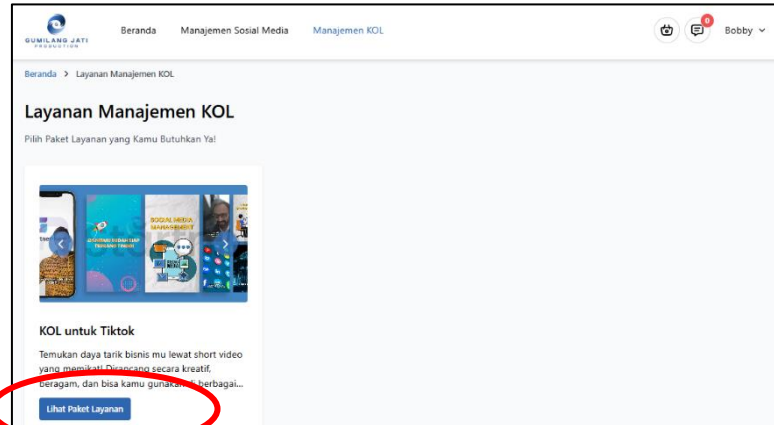 GUMILANG JATI
PRODUCTION
Beranda Manajemen Sosial Media Manajemen KOL
0
Bobby
Beranda > Layanan Manajemen KOL
Layanan Manajemen KOL
Pilih Paket Layanan yang Kamu Butuhkan Ya!
SOCIAL MEDIA
MANAGEMENT
KOL untuk Tiktok
Temukan daya tarik bisnis mu lewat short video
yang memikat! Dirancang secara kreatif,
beragam, dan bisa kamu gunakan di berbagai...
Lihat Paket Layanan